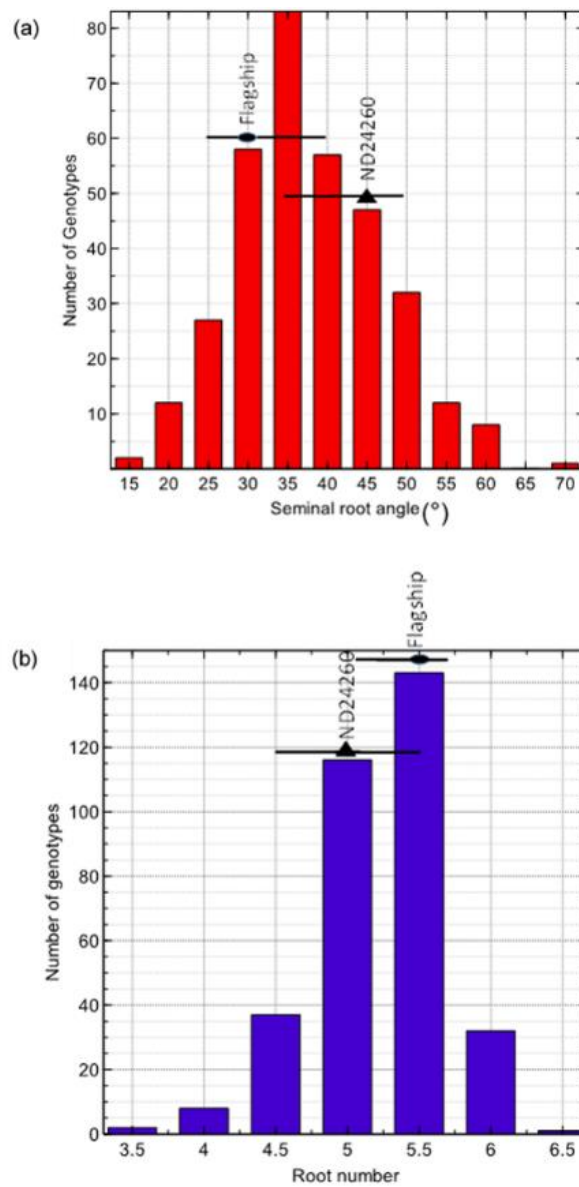 (a)
80
70
60
50
40
30
20
10
Number of Genotypes
Flagship
ND24260
15 20 25 30 35 40 45 50 55 60 65 70
Seminal root angle(°)
(b)
140
120
100
80
60
40
20
0
Number of genotypes
ND24260
Flagship
3.5 4 4.5 5 5.5 6 6.5
Root number